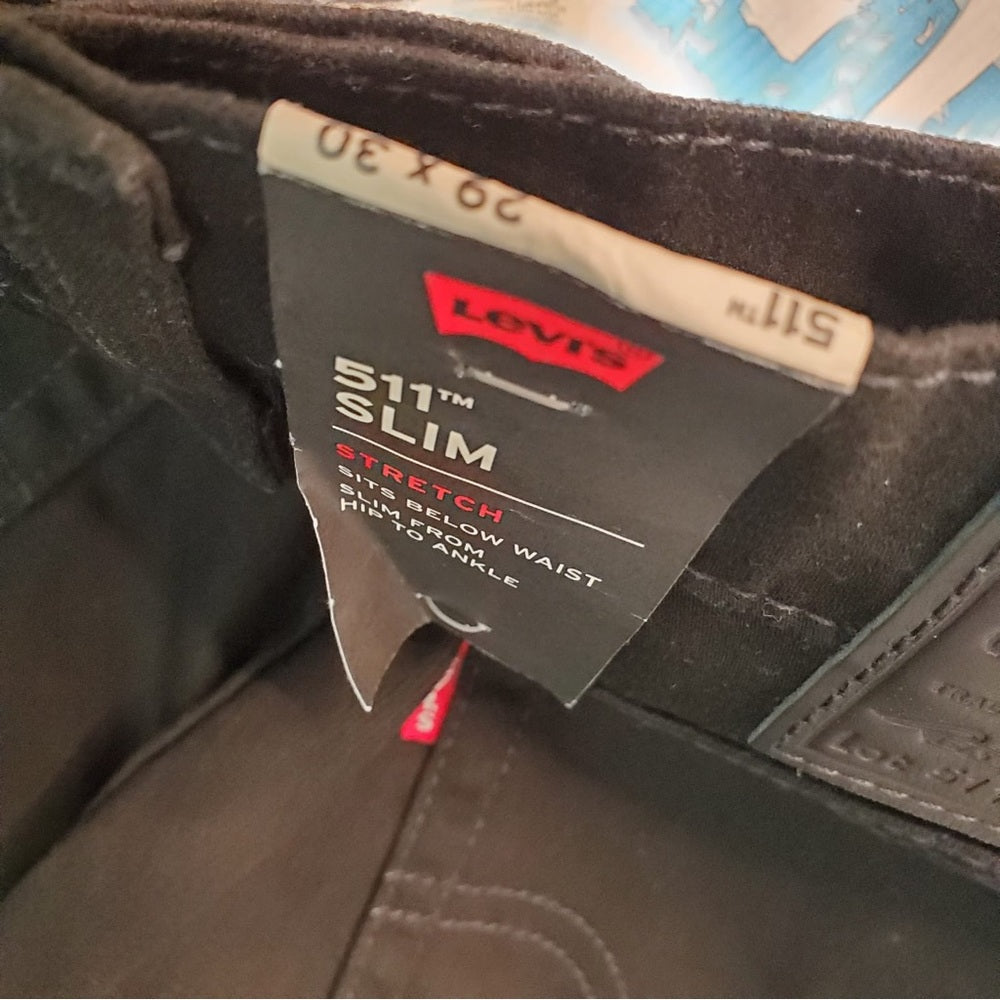 29 X 30
511™
Levi's
511™
SLIM
STRETCH
SITS BELOW WAIST
SLIM FROM
HIP TO ANKLE